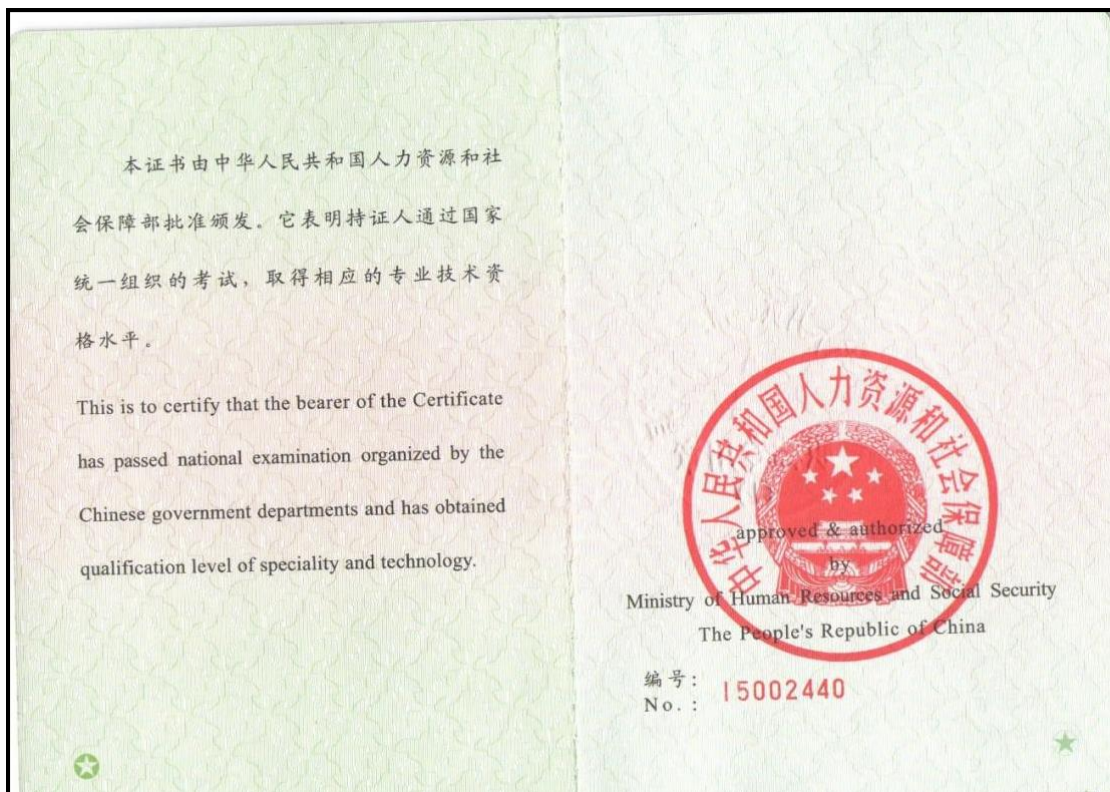 本证书由中华人民共和国人力资源和社
会保障部批准颁发。它表明持证人通过国家
统一组织的考试，取得相应的专业技术资
格水平。
This is to certify that the bearer of the Certificate
has passed national examination organized by the
Chinese government departments and has obtained
qualification level of speciality and technology.
中华人民共和国人力资源和社会保障部
approved & authorized
by
Ministry of Human Resources and Social Security
The People's Republic of China
编号：
No.： 15002440